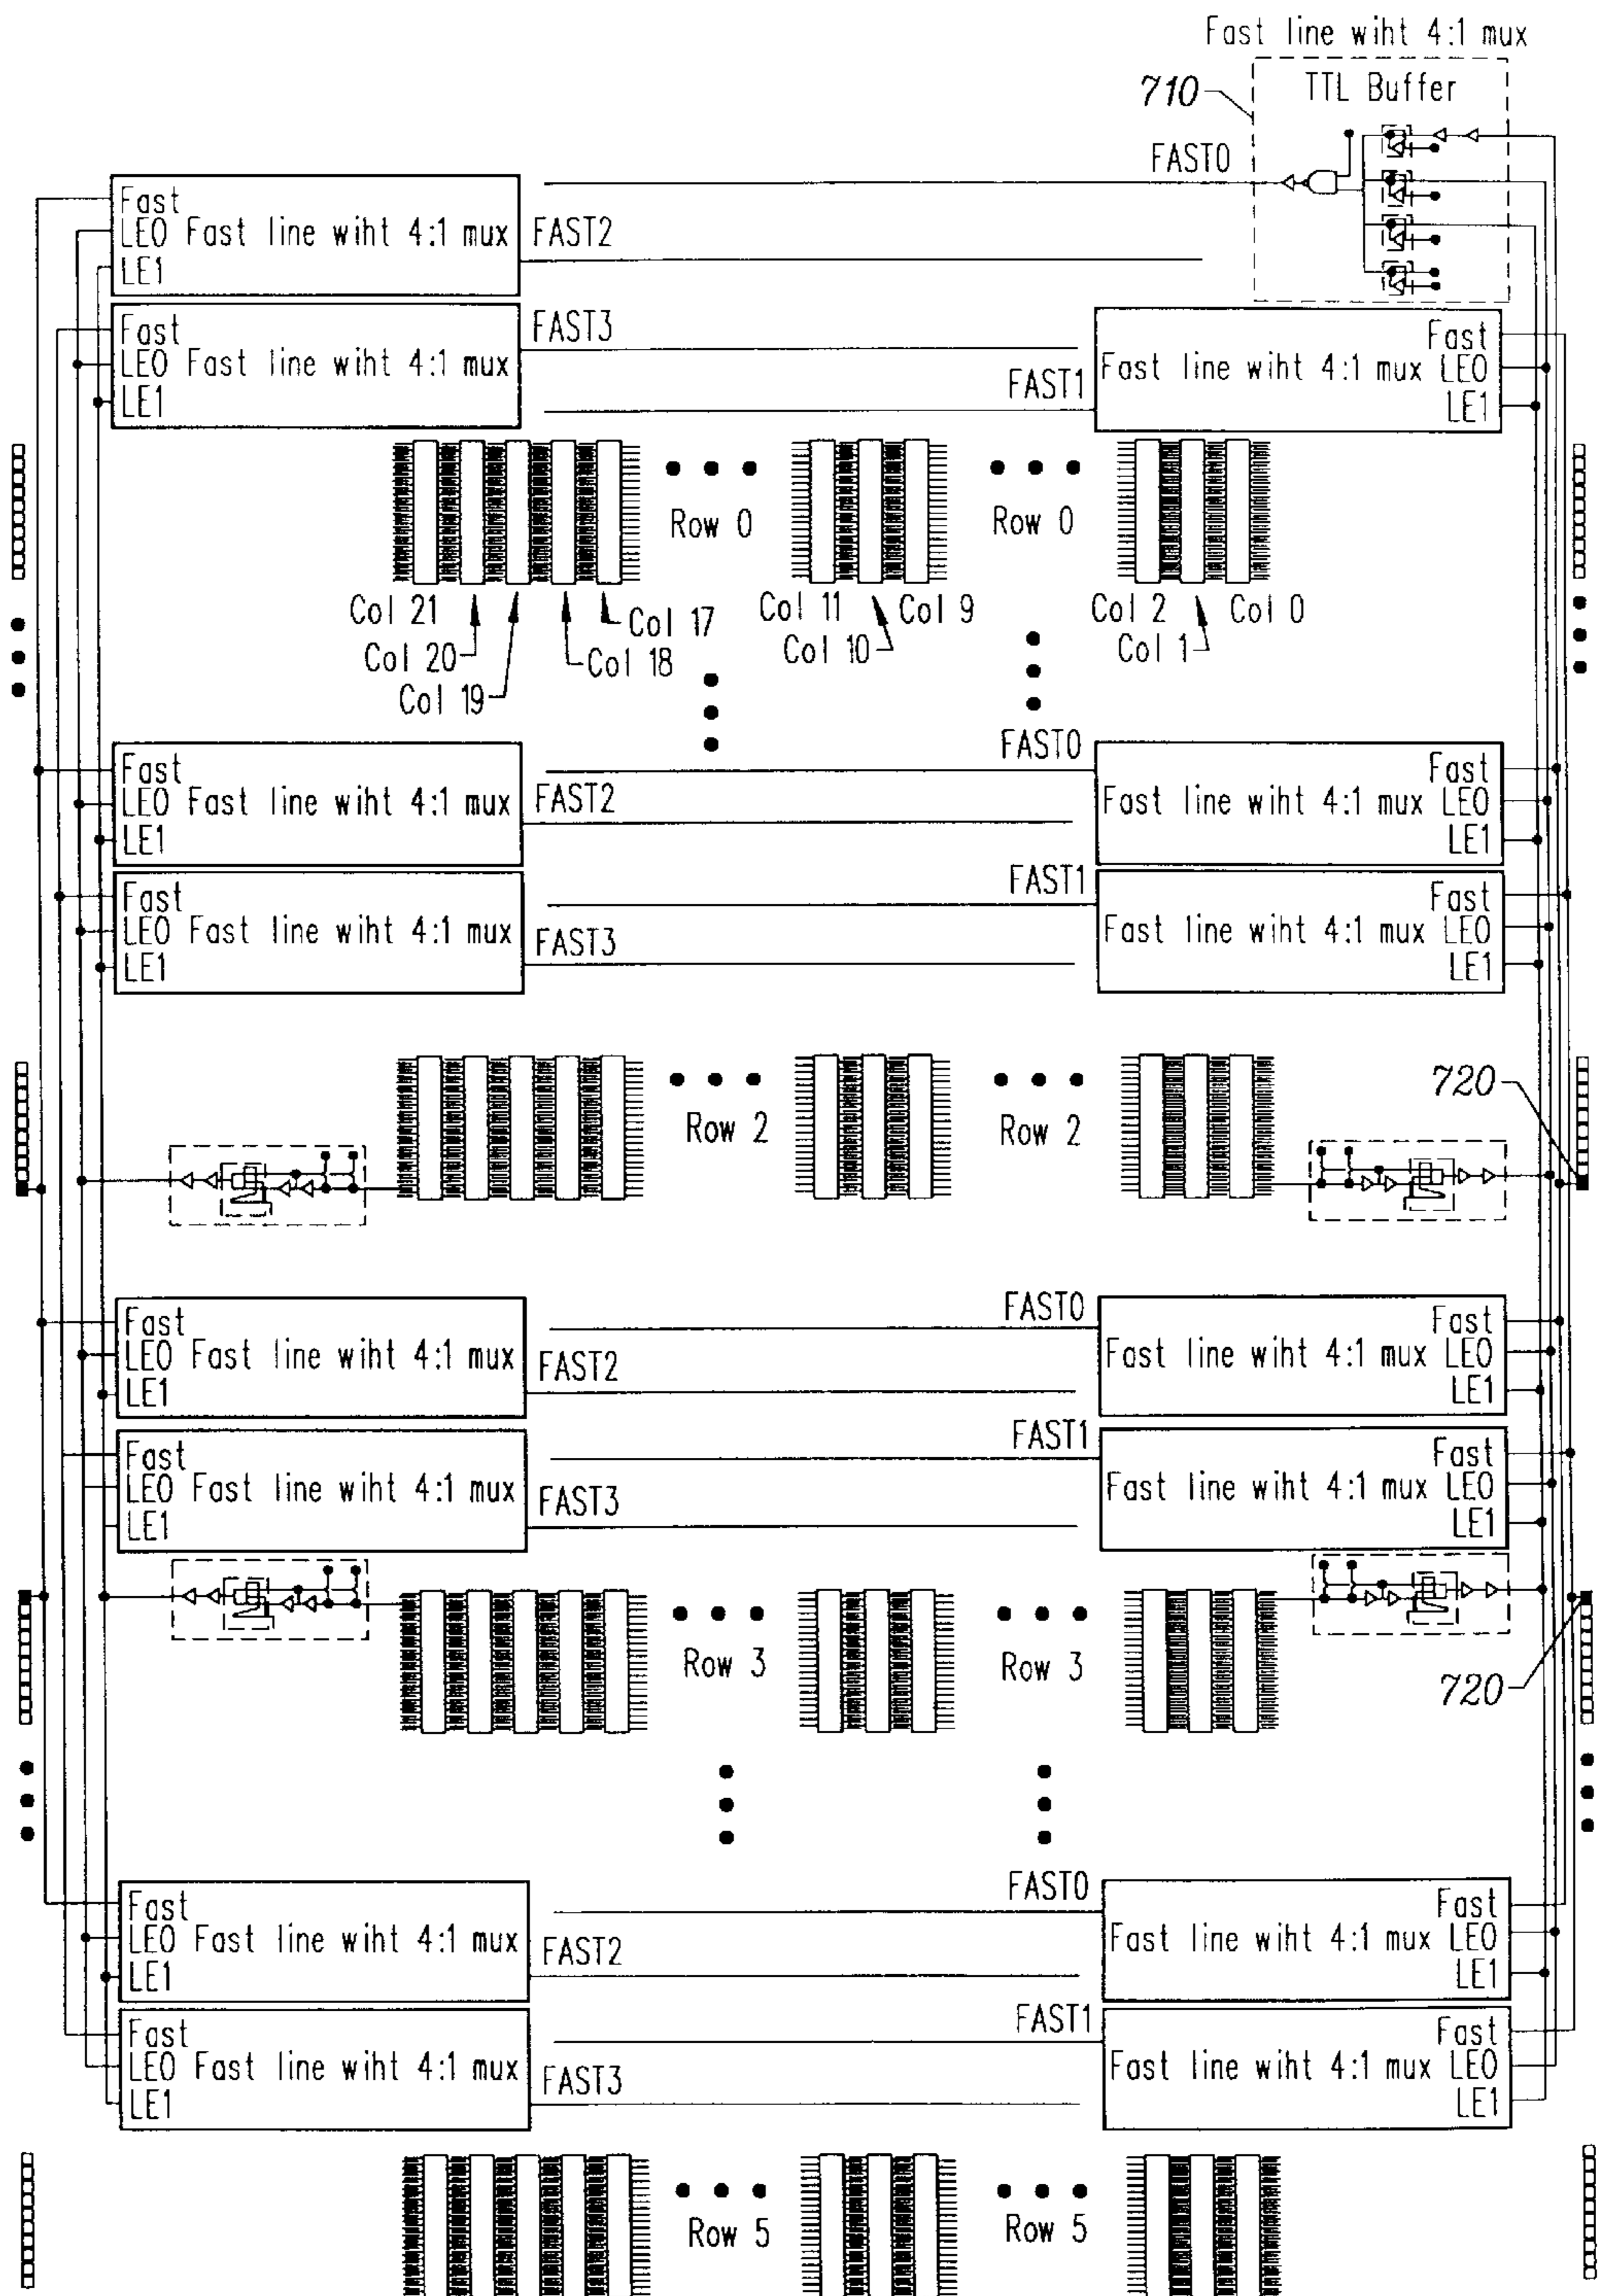 Fast line wiht 4:1 mux
710
TTL Buffer
FAST0
Fast
LE0 Fast line wiht 4:1 mux
LE1
FAST2
Fast
LE0 Fast line wiht 4:1 mux
LE1
FAST3
FAST1
Fast
Fast line wiht 4:1 mux LE0
LE1
Row 0
Row 0
Col 21
Col 20
Col 19
Col 18
Col 17
Col 11
Col 10
Col 9
Col 2
Col 1
Col 0
Fast
LE0 Fast line wiht 4:1 mux
LE1
FAST2
FAST0
Fast
Fast line wiht 4:1 mux LE0
LE1
Fast
LE0 Fast line wiht 4:1 mux
LE1
FAST3
FAST1
Fast
Fast line wiht 4:1 mux LE0
LE1
Row 2
Row 2
720
Fast
LE0 Fast line wiht 4:1 mux
LE1
FAST2
FAST0
Fast
Fast line wiht 4:1 mux LE0
LE1
Fast
LE0 Fast line wiht 4:1 mux
LE1
FAST3
FAST1
Fast
Fast line wiht 4:1 mux LE0
LE1
Row 3
Row 3
720
Fast
LE0 Fast line wiht 4:1 mux
LE1
FAST2
FAST0
Fast
Fast line wiht 4:1 mux LE0
LE1
Fast
LE0 Fast line wiht 4:1 mux
LE1
FAST3
FAST1
Fast
Fast line wiht 4:1 mux LE0
LE1
Row 5
Row 5